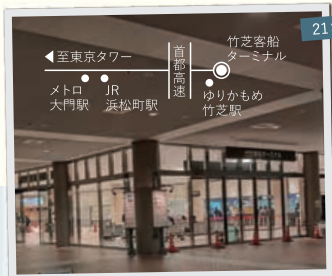 21
竹芝客船
ターミナル
◀至東京タワー
首都高速
メトロ
大門駅
JR
浜松町駅
ゆりかもめ
竹芝駅